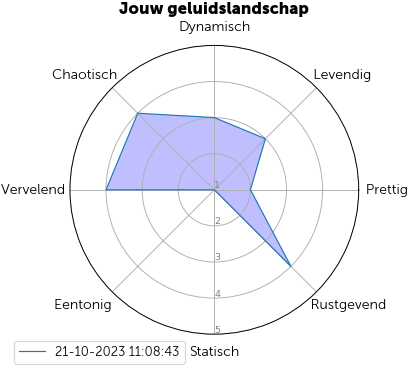 Jouw geluidslandschap
Dynamisch
Chaotisch
Levendig
Vervelend
1
Prettig
2
3
4
Eentonig
Rustgevend
5
21-10-2023 11:08:43
Statisch